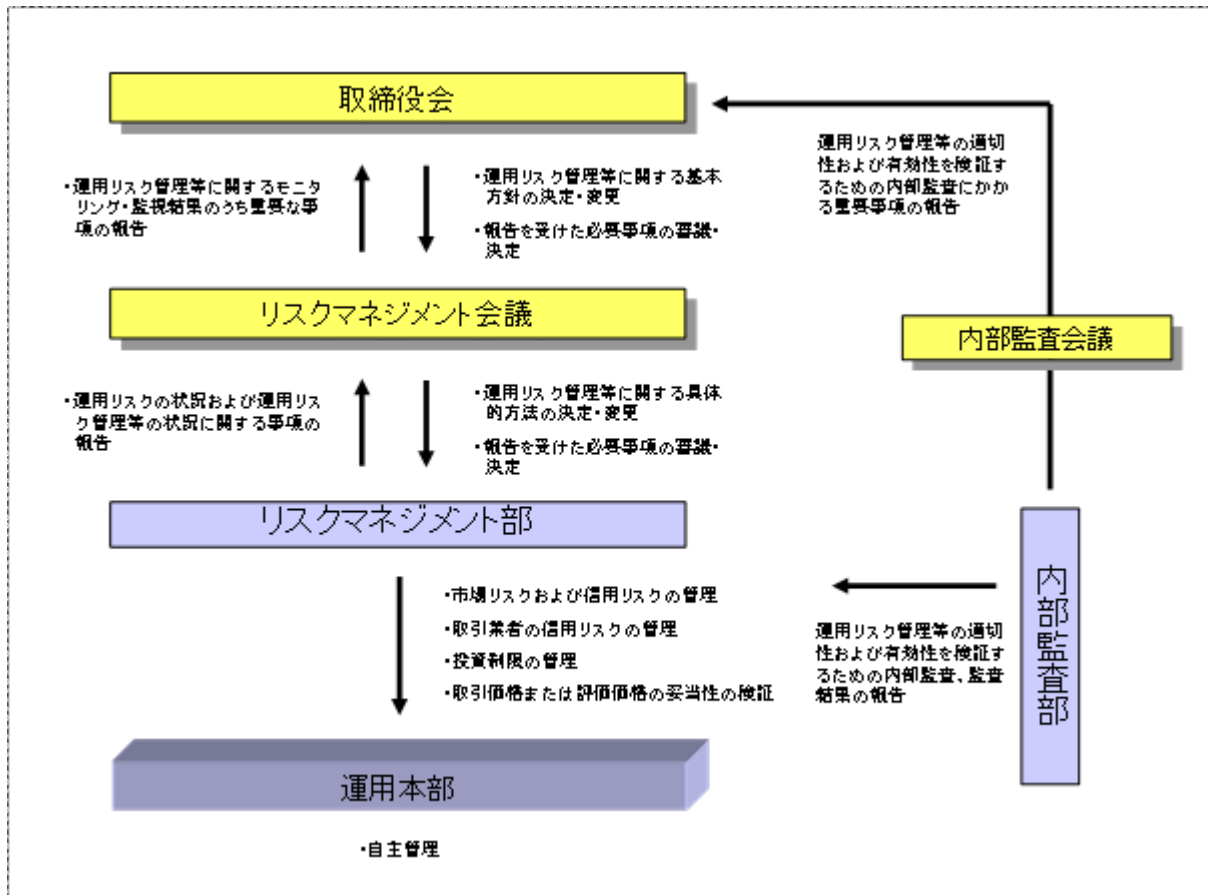 取締役会
・運用リスク管理等に関するモニタ
リング・監視結果のうち重要な事
項の報告
・運用リスク管理等に関する基本
方針の決定・変更
・報告を受けた必要事項の審議・
決定
運用リスク管理等の適切
性および有効性を検証す
るための内部監査にかか
る重要事項の報告
リスクマネジメント会議
内部監査会議
・運用リスクの状況および運用リス
ク管理等の状況に関する事項の
報告
・運用リスク管理等に関する具体
的方法の決定・変更
・報告を受けた必要事項の審議・
決定
リスクマネジメント部
内部監査部
・市場リスクおよび信用リスクの管理
・取引業者の信用リスクの管理
・投資制限の管理
・取引価格または評価価格の妥当性の検証
運用リスク管理等の適切
性および有効性を検証す
るための内部監査、監査
結果の報告
運用本部
・自主管理